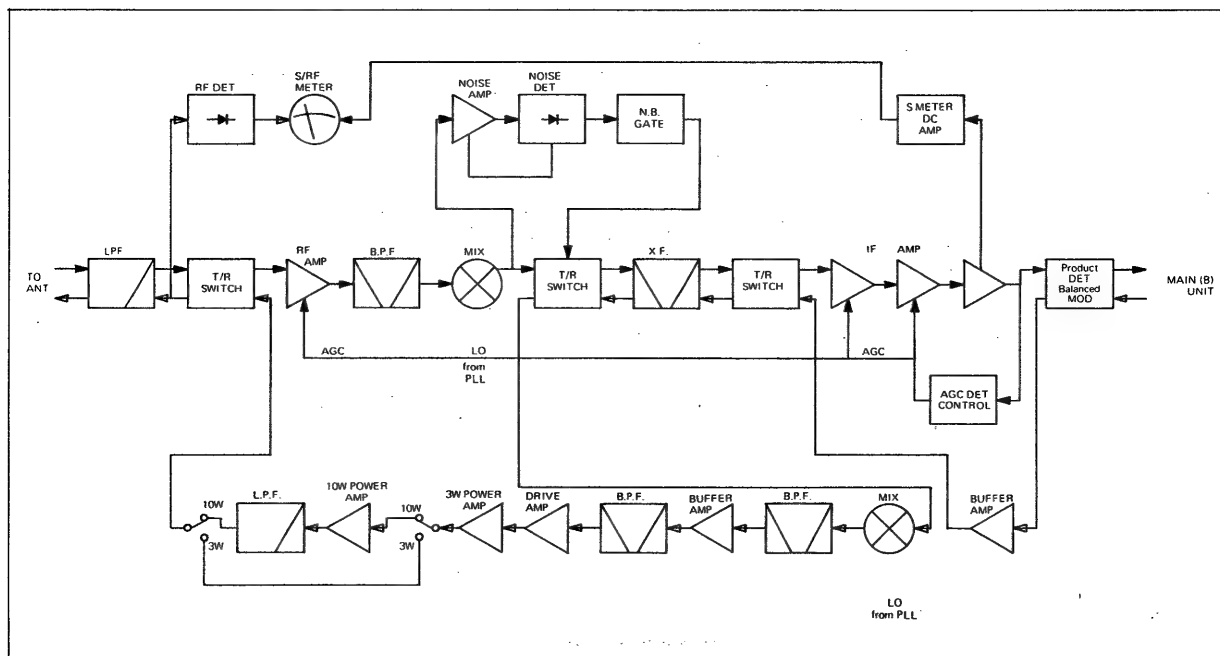 RF DET
S/RF
METER
NOISE
AMP
NOISE
DET
N.B.
GATE
S METER
DC
AMP
TO
ANT
LPF
T/R
SWITCH
RF
AMP
B.P.F
MIX
T/R
SWITCH
X F.
T/R
SWITCH
IF AMP
Product
DET
Balanced
MOD
MAIN (B)
UNIT
AGC
LO
from
PLL
AGC
AGC DET
CONTROL
10W
3W
L.P.F.
10W POWER
AMP
10W
3W
3W POWER
AMP
DRIVE AMP
B.P.F.
BUFFER
AMP
B.P.F.
MIX
BUFFER
AMP
LO
from PLL